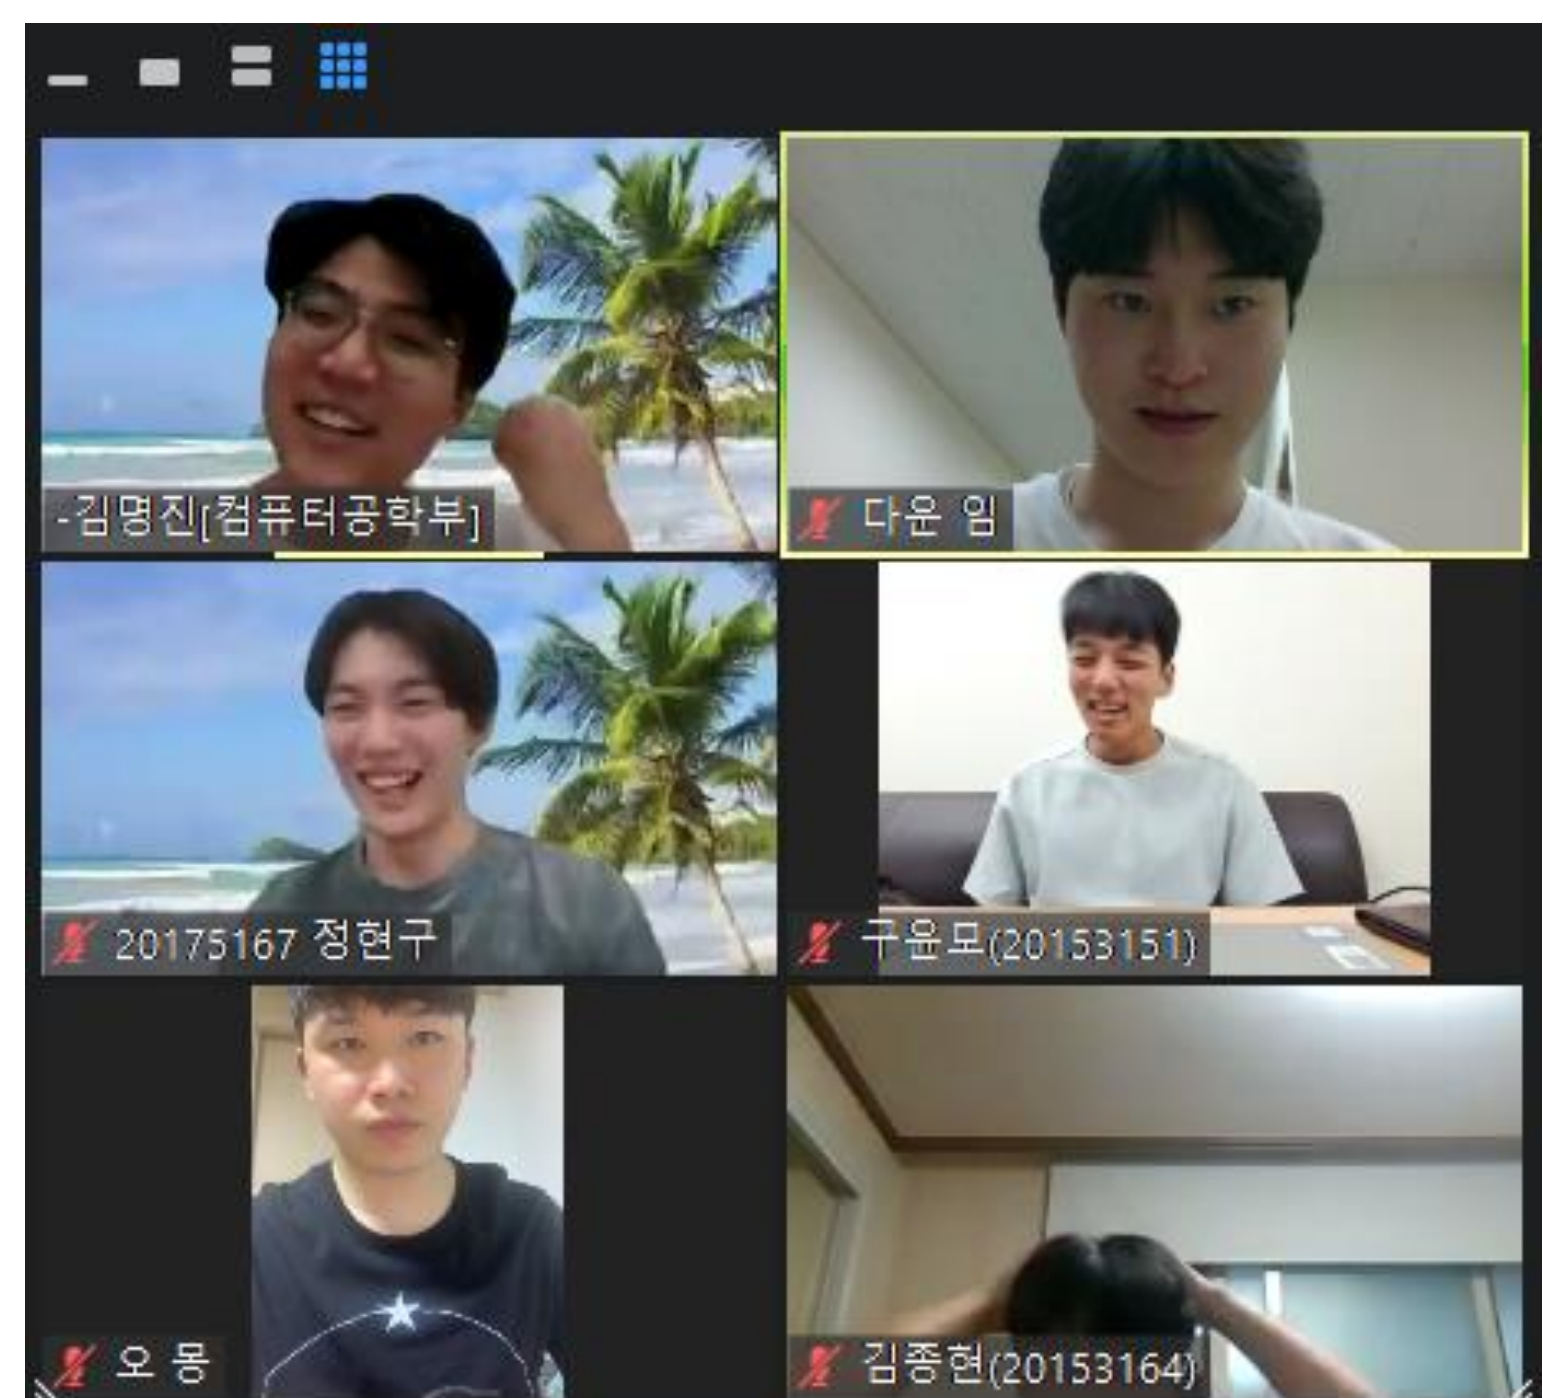 -김명진[컴퓨터공학부]
다운 임
20175167 정현구
구윤모(20153151)
오 몽
김종현(20153164)